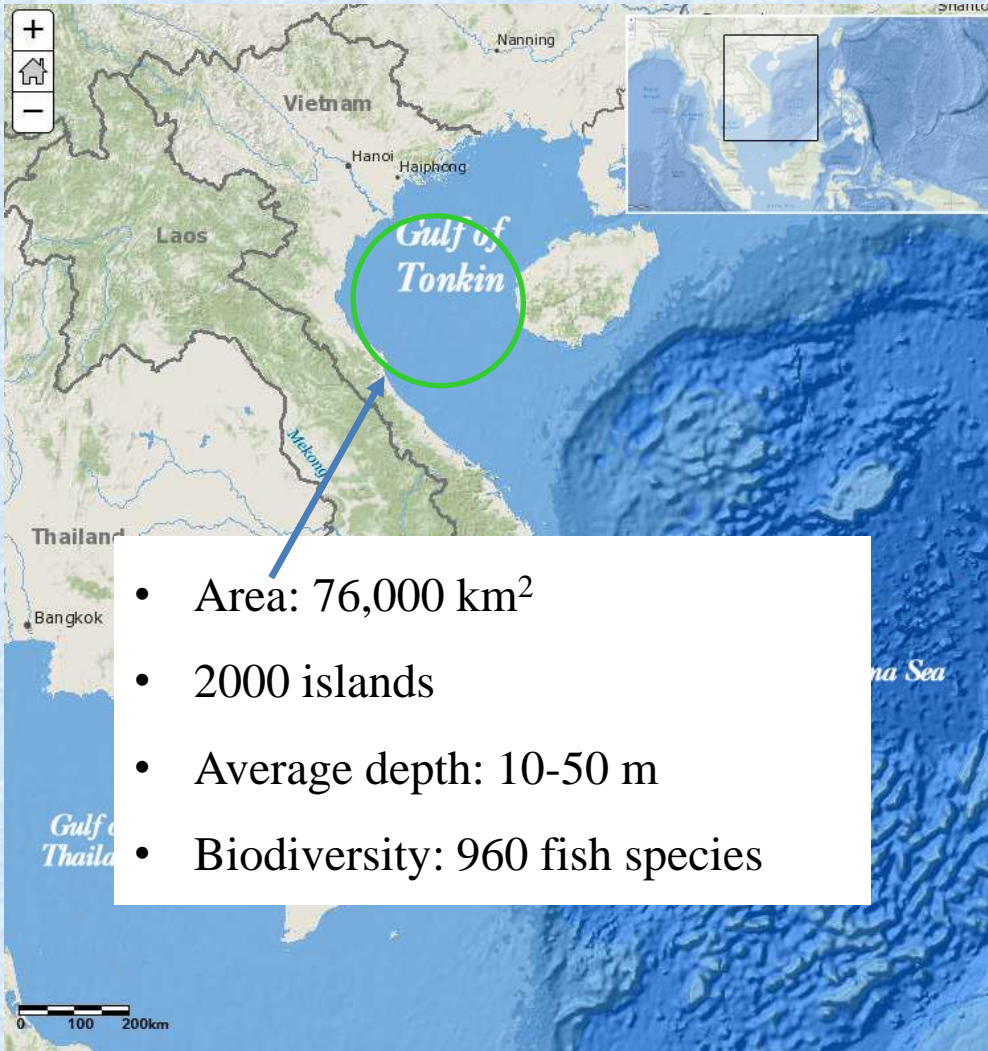 +
−
Shanto
Nanning
Vietnam
Hanoi
Haiphong
Gulf of
Tonkin
Laos
Mekong
Thailand
Bangkok
• Area: 76,000 km²
• 2000 islands
• Average depth: 10-50 m
• Biodiversity: 960 fish species
na Sea
Gulf o
Thaila
0 100 200km